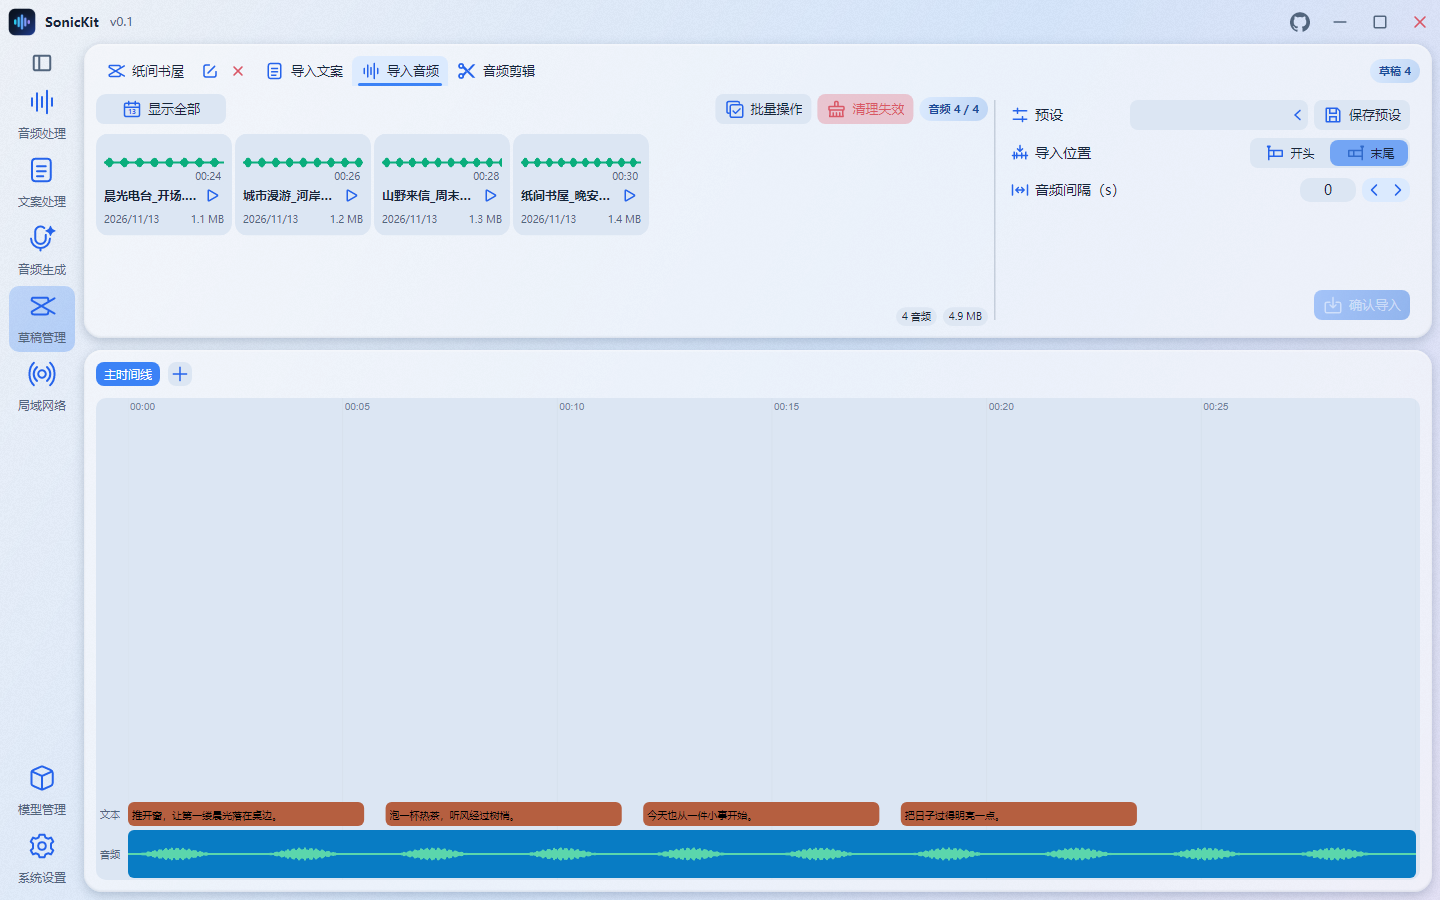 SonicKit v0.1
音频处理
文案处理
音频生成
草稿管理
局域网络
模型管理
系统设置
纸间书屋
导入文案
导入音频
音频剪辑
草稿 4
13 显示全部
批量操作
清理失效
音频 4 / 4
00:24
晨光电台_开场....
2026/11/13 1.1 MB
00:26
城市漫游_河岸...
2026/11/13 1.2 MB
00:28
山野来信_周末...
2026/11/13 1.3 MB
00:30
纸间书屋_晚安...
2026/11/13 1.4 MB
4 音频 4.9 MB
预设
保存预设
导入位置
开头
末尾
音频间隔（s）
0
确认导入
主时间线
00:00 00:05 00:10 00:15 00:20 00:25
文本
推开窗，让第一缕晨光落在桌边。
泡一杯热茶，听风经过树梢。
今天也从一件小事开始。
把日子过得明亮一点。
音频